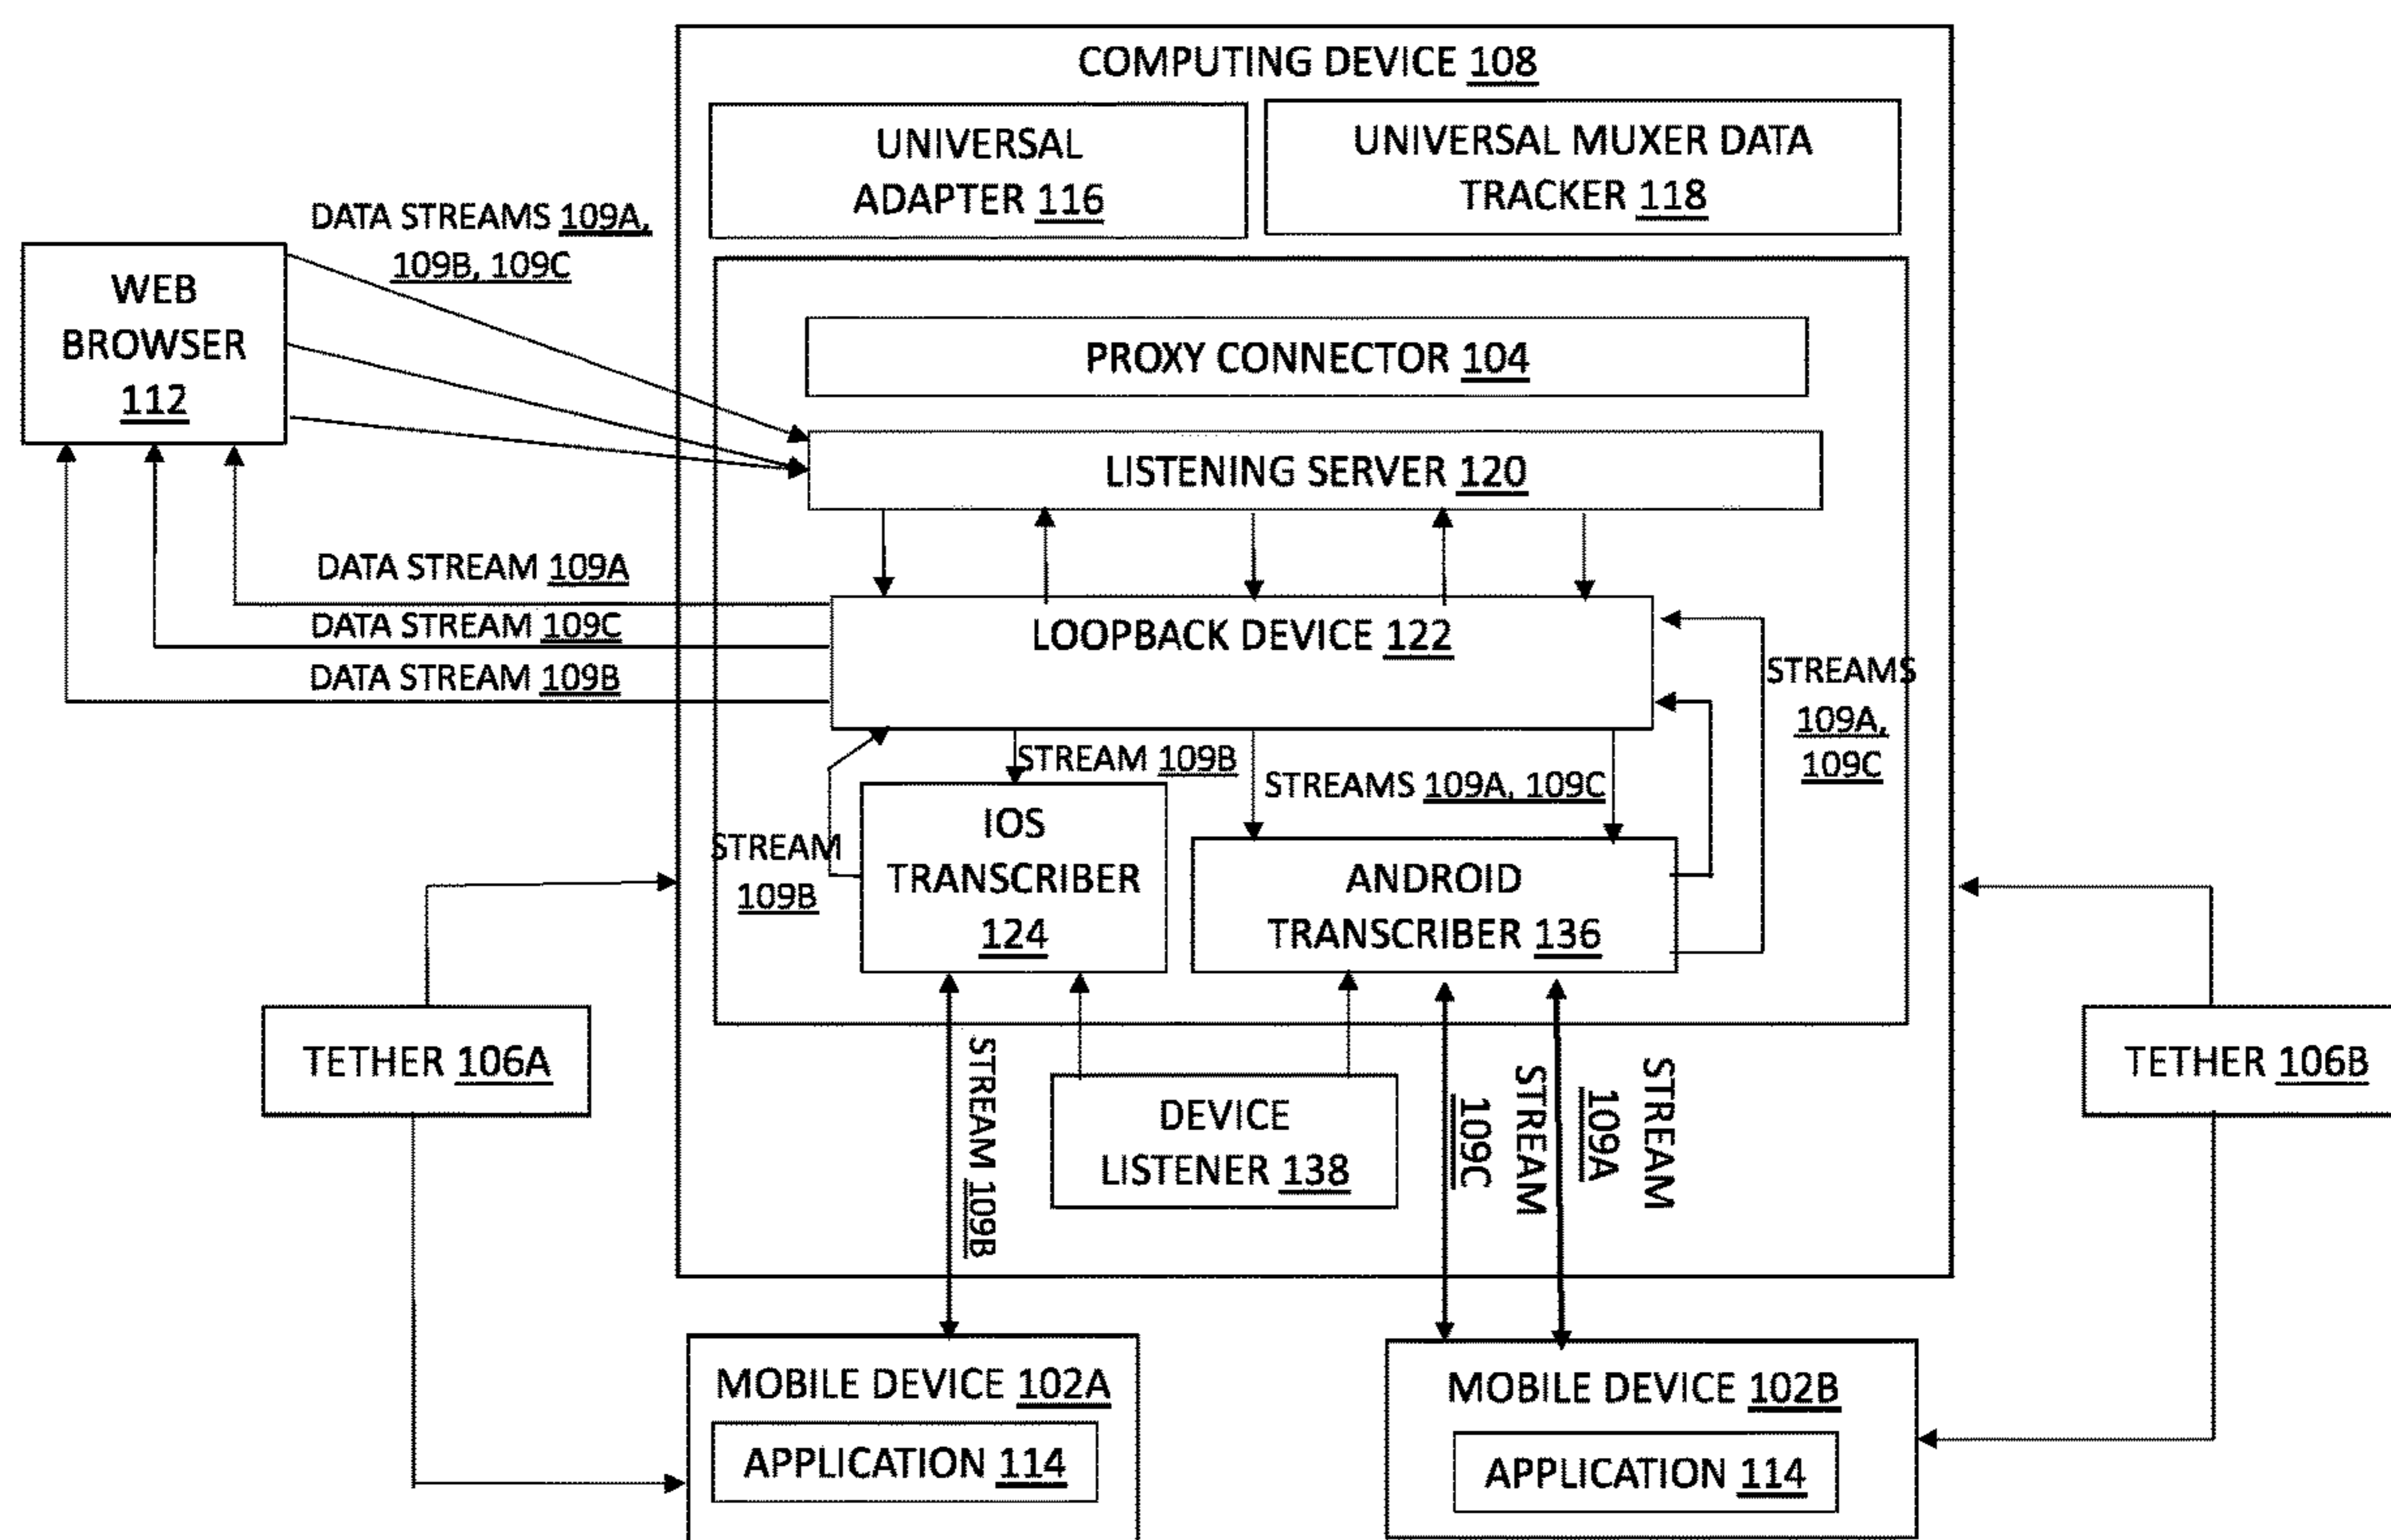 COMPUTING DEVICE 108
UNIVERSAL
ADAPTER 116
UNIVERSAL MUXER DATA
TRACKER 118
DATA STREAMS 109A,
109B, 109C
WEB
BROWSER
112
PROXY CONNECTOR 104
LISTENING SERVER 120
DATA STREAM 109A
DATA STREAM 109C
DATA STREAM 109B
LOOPBACK DEVICE 122
STREAMS
109A,
109C
STREAM 109B
STREAMS 109A, 109C
STREAM
109B
IOS
TRANSCRIBER
124
ANDROID
TRANSCRIBER 136
TETHER 106A
TETHER 106B
STREAM 109B
DEVICE
LISTENER 138
STREAM
109C
STREAM
109A
MOBILE DEVICE 102A
APPLICATION 114
MOBILE DEVICE 102B
APPLICATION 114